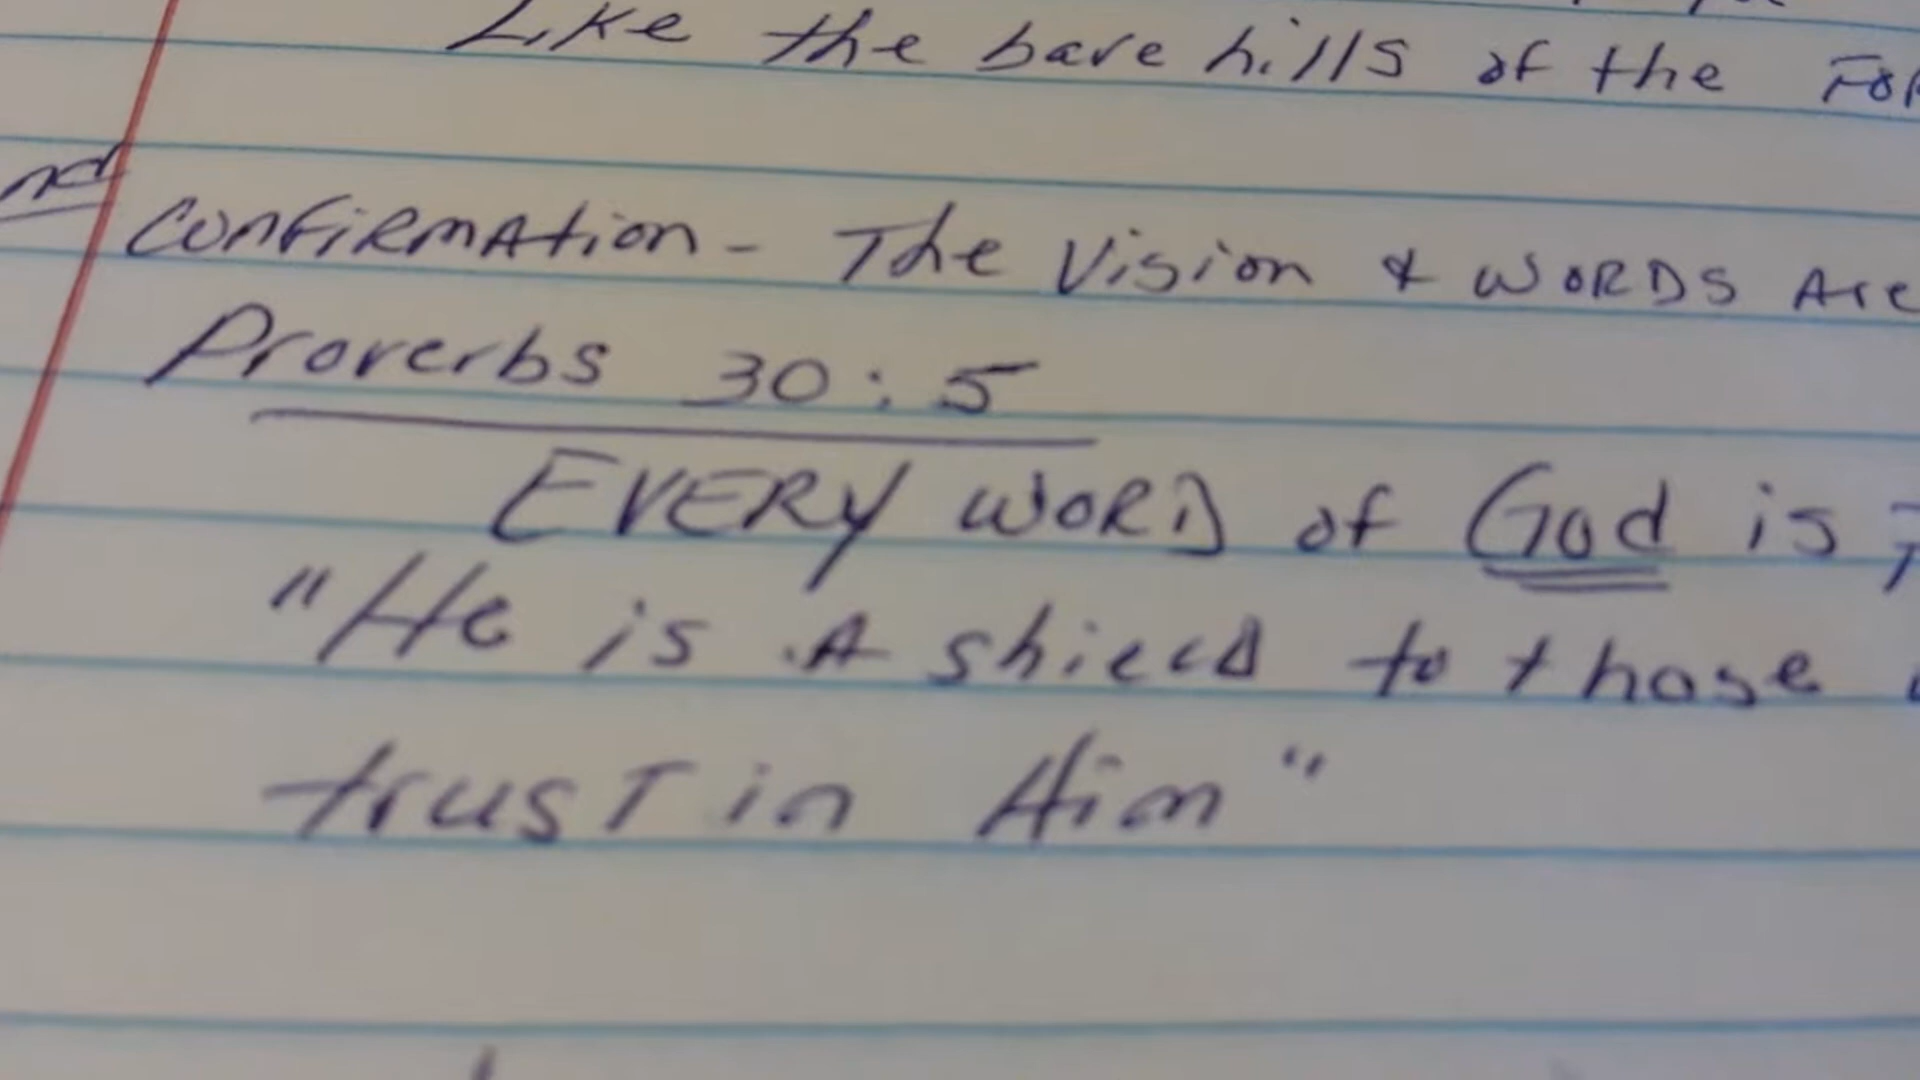 Like the bare hills of the
nd Confirmation - The Vision & Words Are
Proverbs 30:5
EVERY WORD of God is
"He is A shield to those
trust in Him"